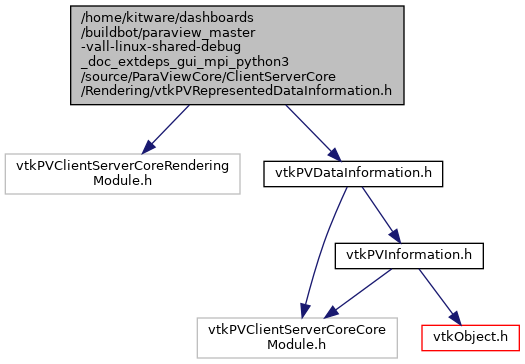 /home/kitware/dashboards
/buildbot/paraview_master
-vall-linux-shared-debug
_doc_extdeps_gui_mpi_python3
/source/ParaViewCore/ClientServerCore
/Rendering/vtkPVRepresentedDataInformation.h
vtkPVClientServerCoreRendering
Module.h
vtkPVDataInformation.h
vtkPVInformation.h
vtkPVClientServerCoreCore
Module.h
vtkObject.h